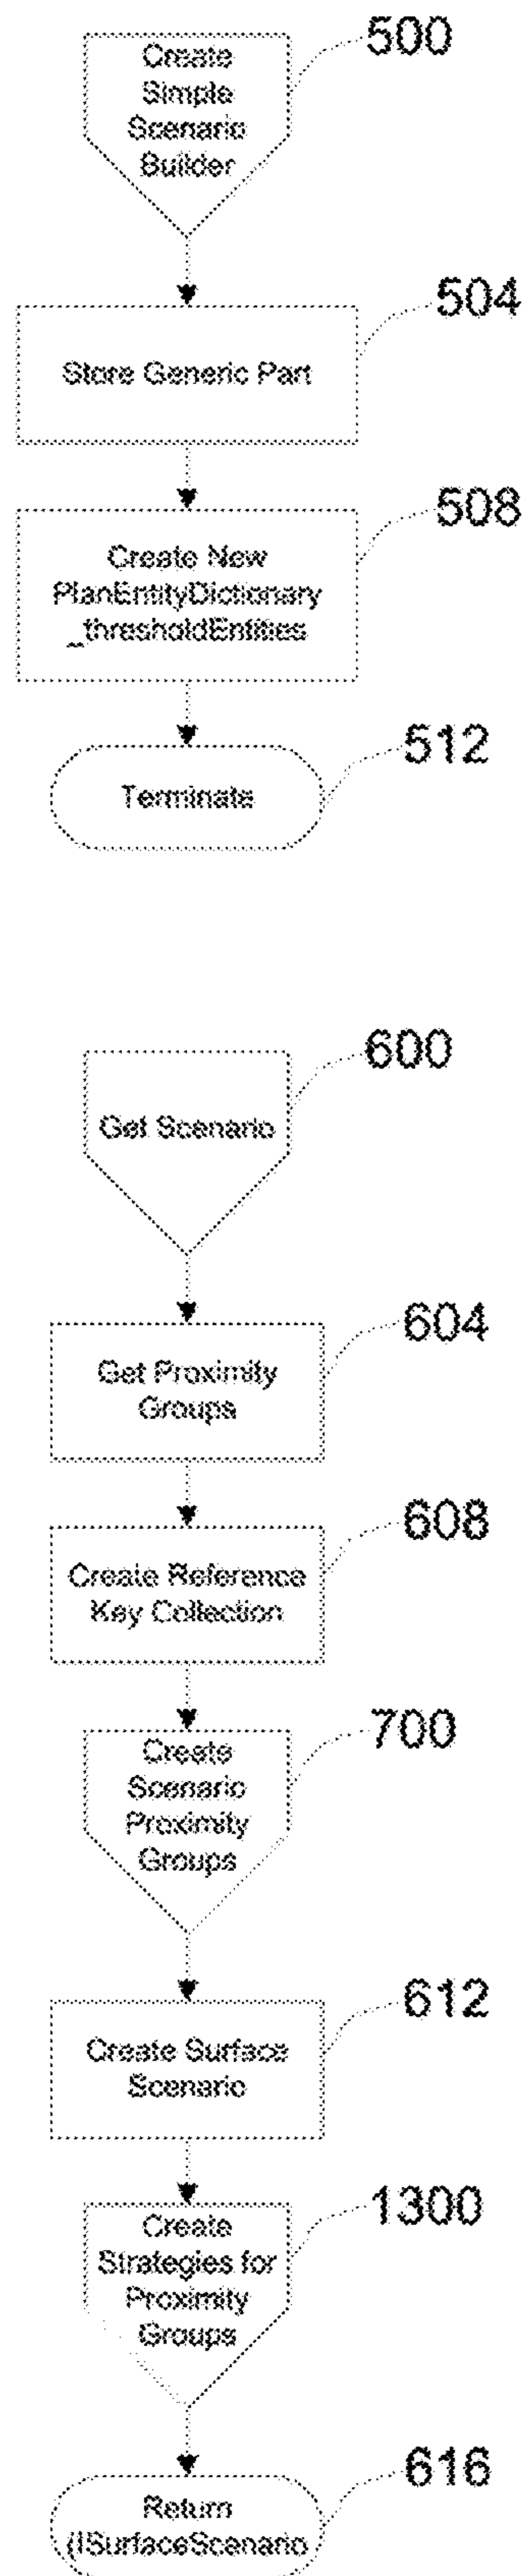 Create
Simple
Scenario
Builder
500
Store Generic Part
504
Create New
PlanEntityDictionary
_thresholdEntities
508
Terminate
512
Get Scenario
600
Get Proximity
Groups
604
Create Reference
Key Collection
608
Create
Scenario
Proximity
Groups
700
Create Surface
Scenario
612
Create
Strategies for
Proximity
Groups
1300
Return
(ISurfaceScenario
616